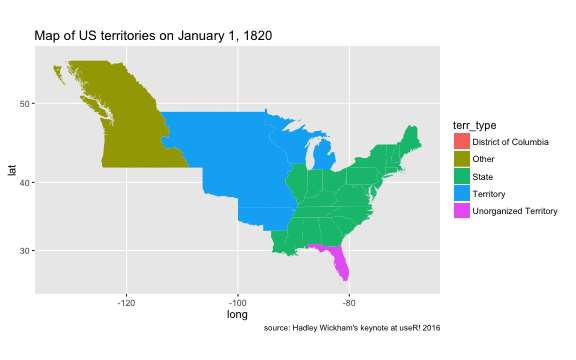 Map of US territories on January 1, 1820
50
40
30
lat
-120
-100
-80
long
terr_type
District of Columbia
Other
State
Territory
Unorganized Territory
source: Hadley Wickham's keynote at useR! 2016